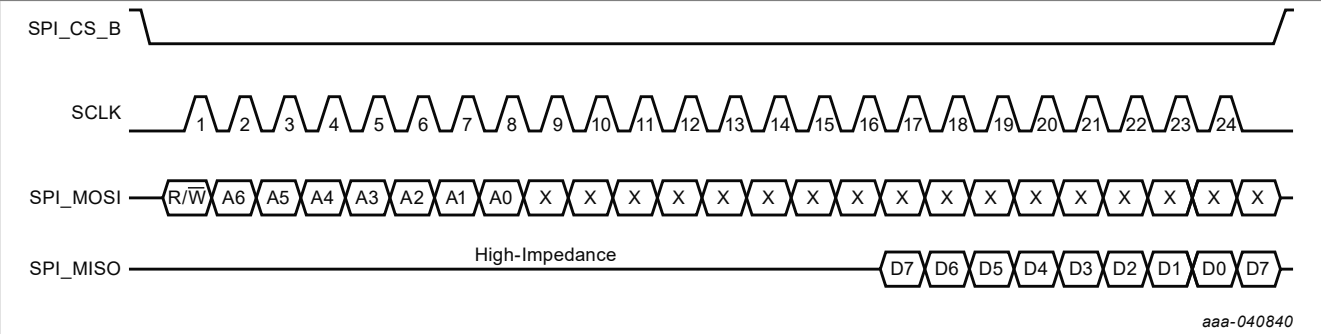 SPI_CS_B
SCLK 1 2 3 4 5 6 7 8 9 10 11 12 13 14 15 16 17 18 19 20 21 22 23 24
SPI_MOSI R/W̅ A6 A5 A4 A3 A2 A1 A0 X X X X X X X X X X X X X X X X X
High-Impedance
SPI_MISO D7 D6 D5 D4 D3 D2 D1 D0 D7
aaa-040840